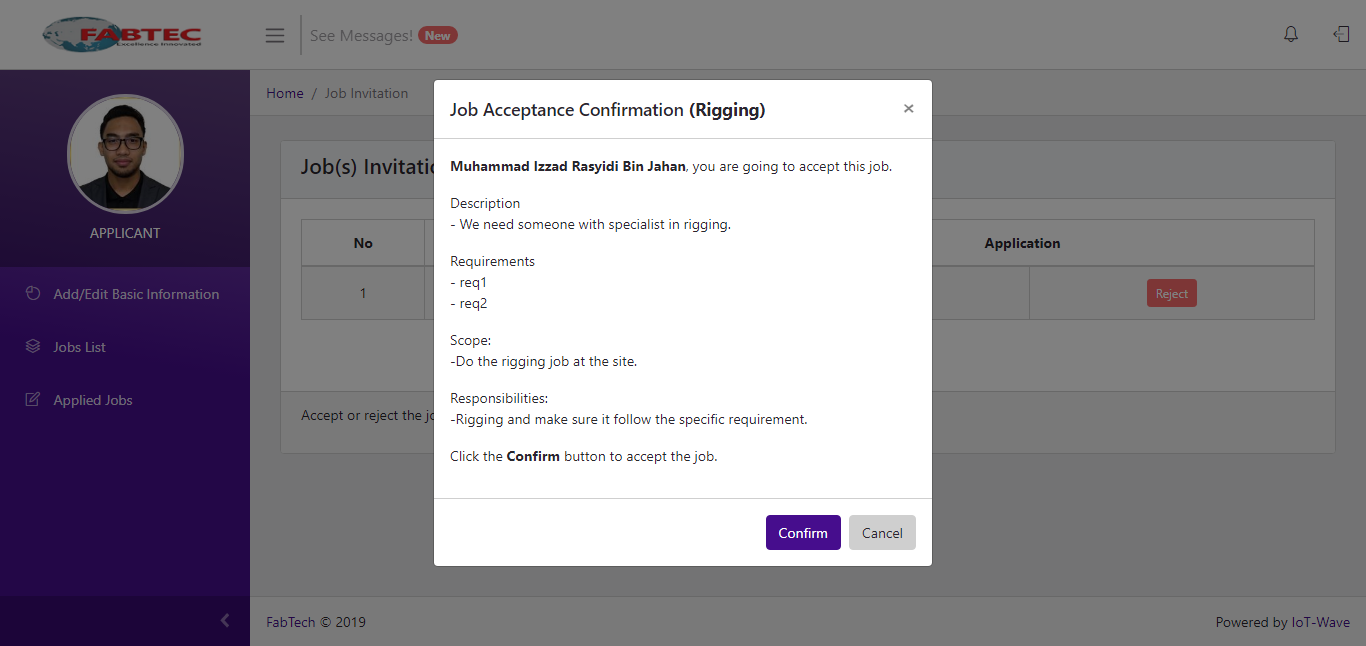 FABTEC
Excellence Innovated
See Messages! New
APPLICANT
Add/Edit Basic Information
Jobs List
Applied Jobs
Home / Job Invitation
Job(s) Invitatio
No
Application
1
Reject
Accept or reject the jo
Job Acceptance Confirmation (Rigging)
×
Muhammad Izzad Rasyidi Bin Jahan, you are going to accept this job.
Description
- We need someone with specialist in rigging.
Requirements
- req1
- req2
Scope:
-Do the rigging job at the site.
Responsibilities:
-Rigging and make sure it follow the specific requirement.
Click the Confirm button to accept the job.
Confirm
Cancel
FabTech © 2019
Powered by IoT-Wave